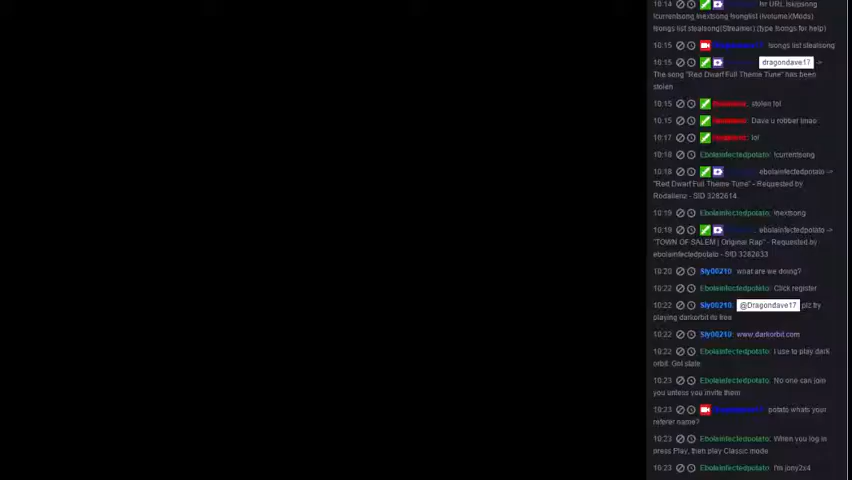 10:14 hr URL !skipsong
!currentsong !nextsong !songlist (!volume)(Mods)
!songs list stealsong(Streamer) (type !songs for help)
10:15 Dragondave17: !songs list stealsong
10:15 dragondave17 ->
The song "Red Dwarf Full Theme Tune" has been
stolen
10:15 stolen lol
10:15 Dave u robber lmao
10:17 lol
10:18 Ebolainfectedpotato: !currentsong
10:18 ebolainfectedpotato ->
"Red Dwarf Full Theme Tune" - Requested by
Rodalienz - SID 3282614
10:19 Ebolainfectedpotato: !nextsong
10:19 ebolainfectedpotato ->
"TOWN OF SALEM | Original Rap" - Requested by
ebolainfectedpotato - SID 3282633
10:20 Sly00210: what are we doing?
10:22 Ebolainfectedpotato: Click register
10:22 Sly00210: @Dragondave17 plz try
playing darkorbit its free
10:22 Sly00210: www.darkorbit.com
10:22 Ebolainfectedpotato: I use to play dark
orbit. Got stale
10:23 Ebolainfectedpotato: No one can join
you unless you invite them
10:23 Dragondave17: potato whats your
referer name?
10:23 Ebolainfectedpotato: When you log in
press Play, then play Classic mode
10:23 Ebolainfectedpotato: I'm jony2x4